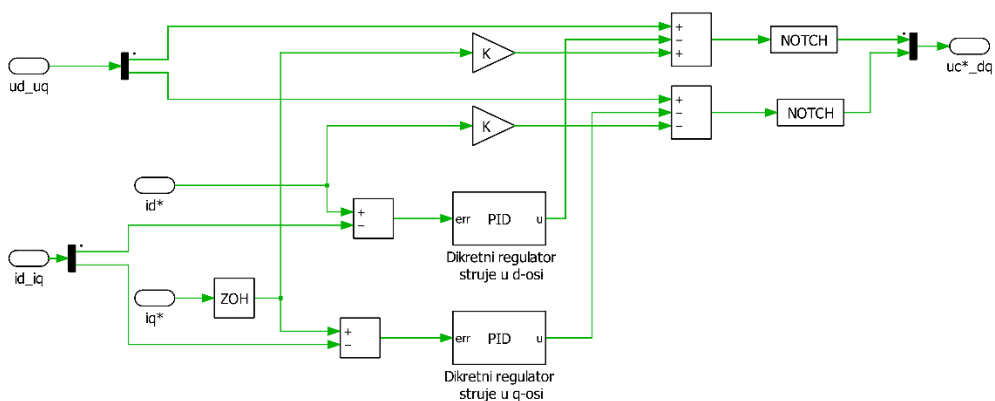 +
−
+
NOTCH
K
ud_uq
uc*_dq
+
−
−
NOTCH
K
id*
+
−
err PID u
Dikretni regulator
struje u d-osi
id_iq
ZOH
iq*
+
−
err PID u
Dikretni regulator
struje u q-osi